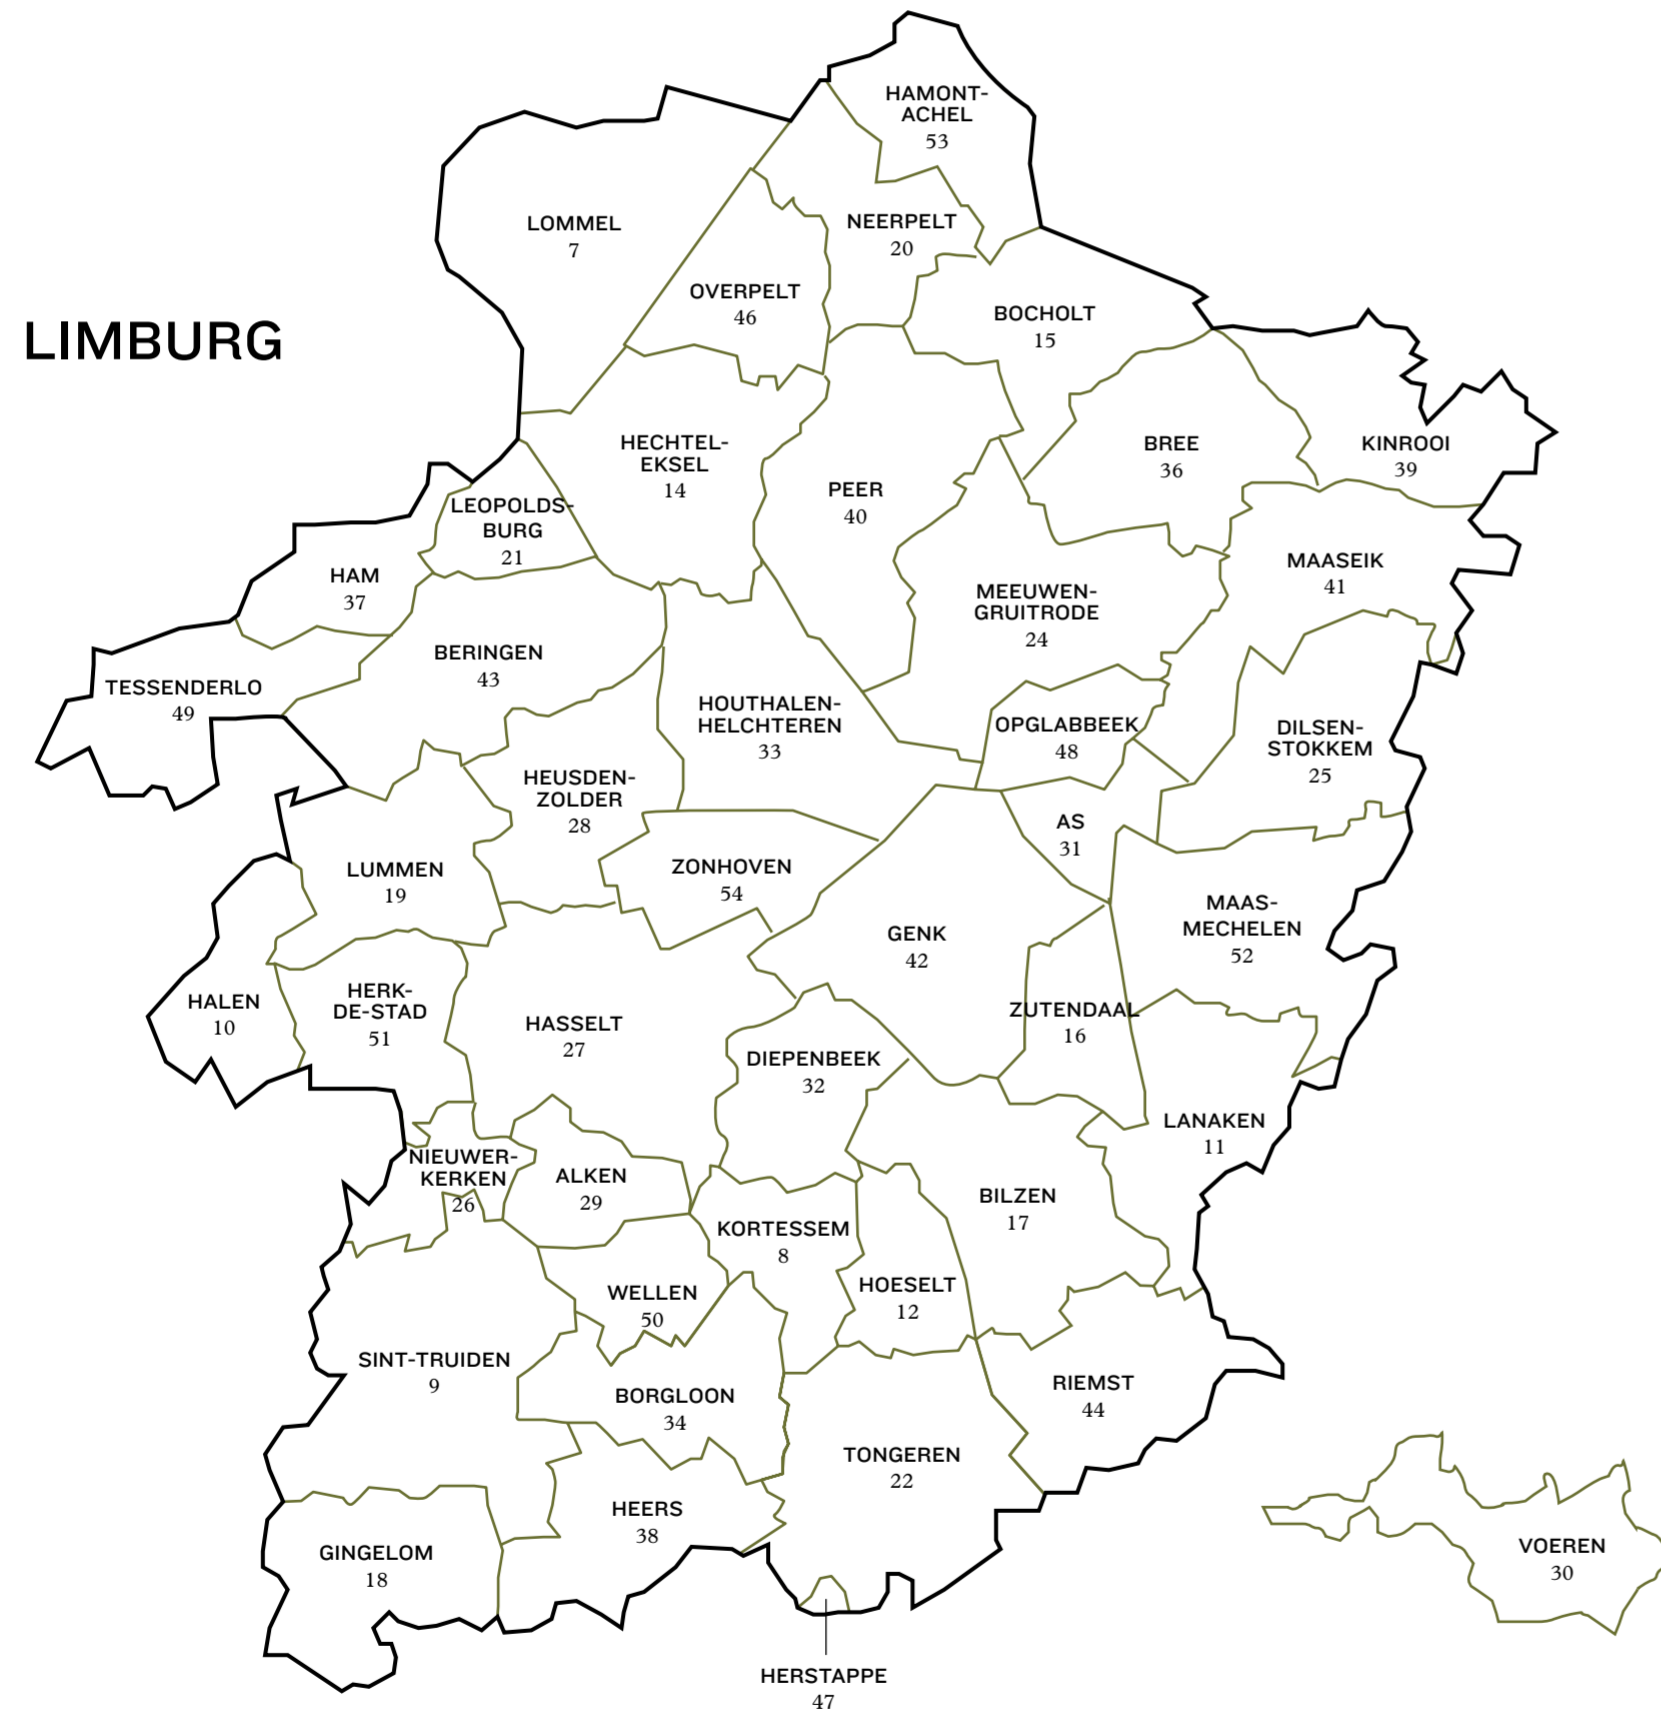 HAMONT-
ACHEL
53
LOMMEL
7
NEERPELT
20
OVERPELT
46
BOCHOLT
15
LIMBURG
HECHTEL-
EKSEL
14
BREE
36
KINROOI
39
PEER
40
LEOPOLDS-
BURG
21
MAASEIK
41
HAM
37
MEEUWEN-
GRUITRODE
24
BERINGEN
43
TESSENDERLO
49
HOUTHALEN-
HELCHTEREN
33
OPGLABBEEK
48
DILSEN-
STOKKEM
25
HEUSDEN-
ZOLDER
28
AS
31
LUMMEN
19
ZONHOVEN
54
MAAS-
MECHELEN
52
GENK
42
HALEN
10
HERK-
DE-STAD
51
HASSELT
27
ZUTENDAAL
16
DIEPENBEEK
32
LANAKEN
11
NIEUWER-
KERKEN
26
ALKEN
29
BILZEN
17
KORTESSEM
8
HOESELT
12
WELLEN
50
SINT-TRUIDEN
9
BORGLOON
34
RIEMST
44
TONGEREN
22
HEERS
38
GINGELOM
18
VOEREN
30
HERSTAPPE
47